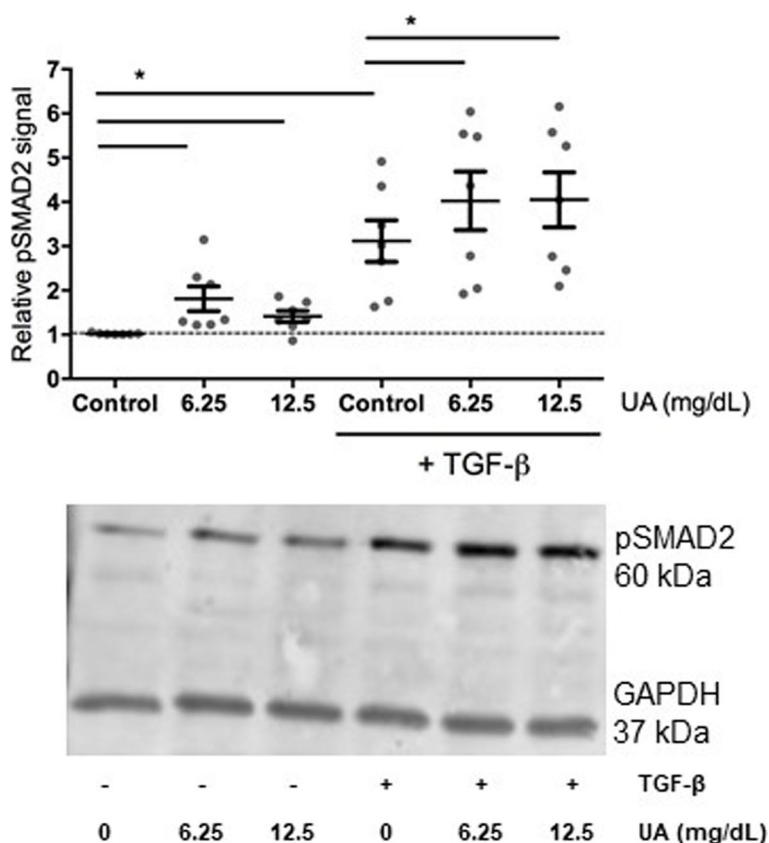 *
*
7
6
5
4
3
2
1
0
Relative pSMAD2 signal
Control 6.25 12.5 Control 6.25 12.5 UA (mg/dL)
+ TGF-β
pSMAD2
60 kDa
GAPDH
37 kDa
- - - + + + TGF-β
0 6.25 12.5 0 6.25 12.5 UA (mg/dL)